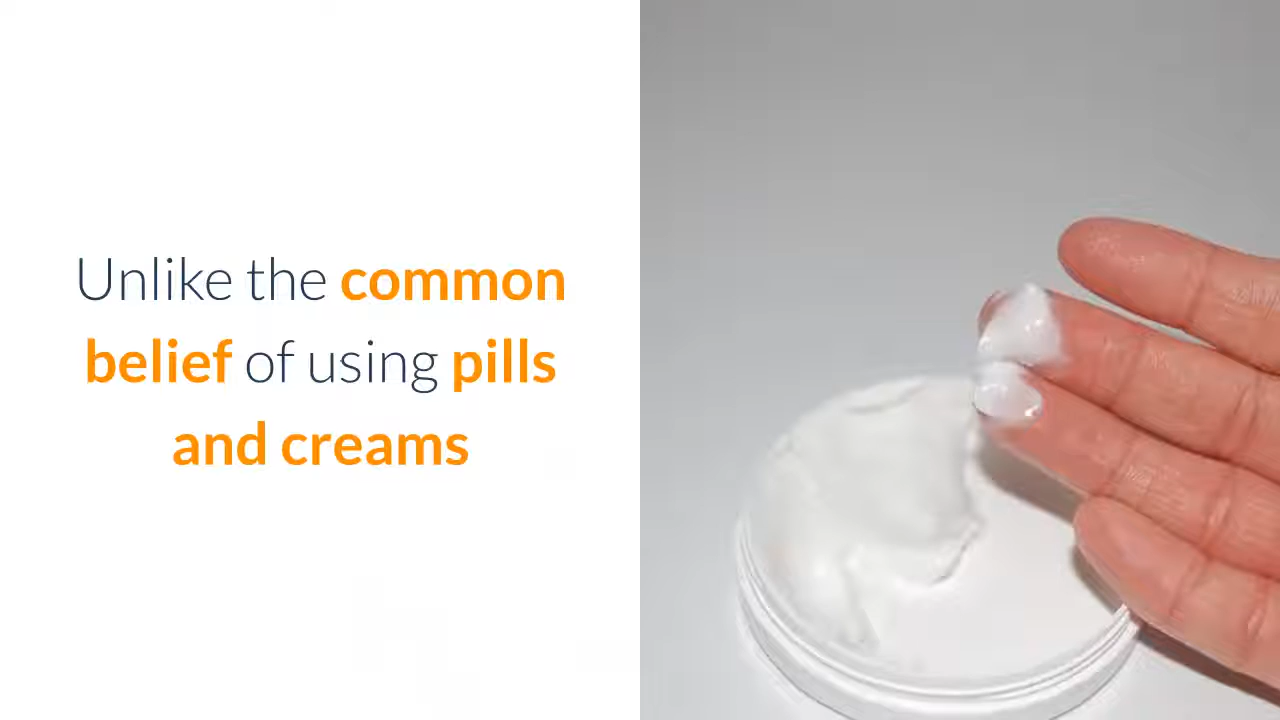 Unlike the common
belief of using pills
and creams